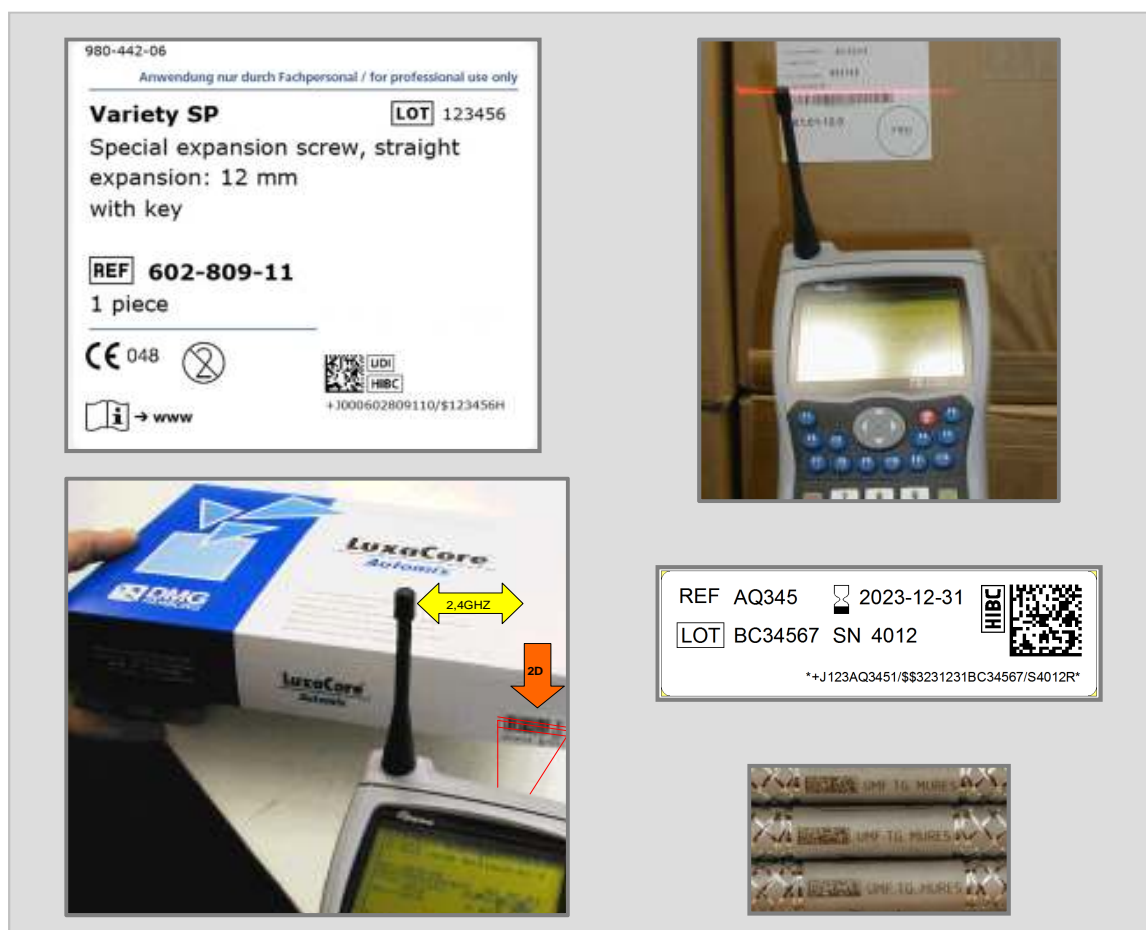 980-442-06
Anwendung nur durch Fachpersonal / for professional use only
Variety SP
LOT 123456
Special expansion screw, straight
expansion: 12 mm
with key
REF 602-809-11
1 piece
CE 048
2
UDI
HIBC
i → www
+J000602809110/$123456H
LuxaCore
Automix
DMG
2,4GHZ
2D
LuxaCore
Automix
REF AQ345 2023-12-31
LOT BC34567 SN 4012
HIBC
*+J123AQ3451/$$3231231BC34567/S4012R*
UMF TG MURES
UMF TG MURES
UMF TG MURES